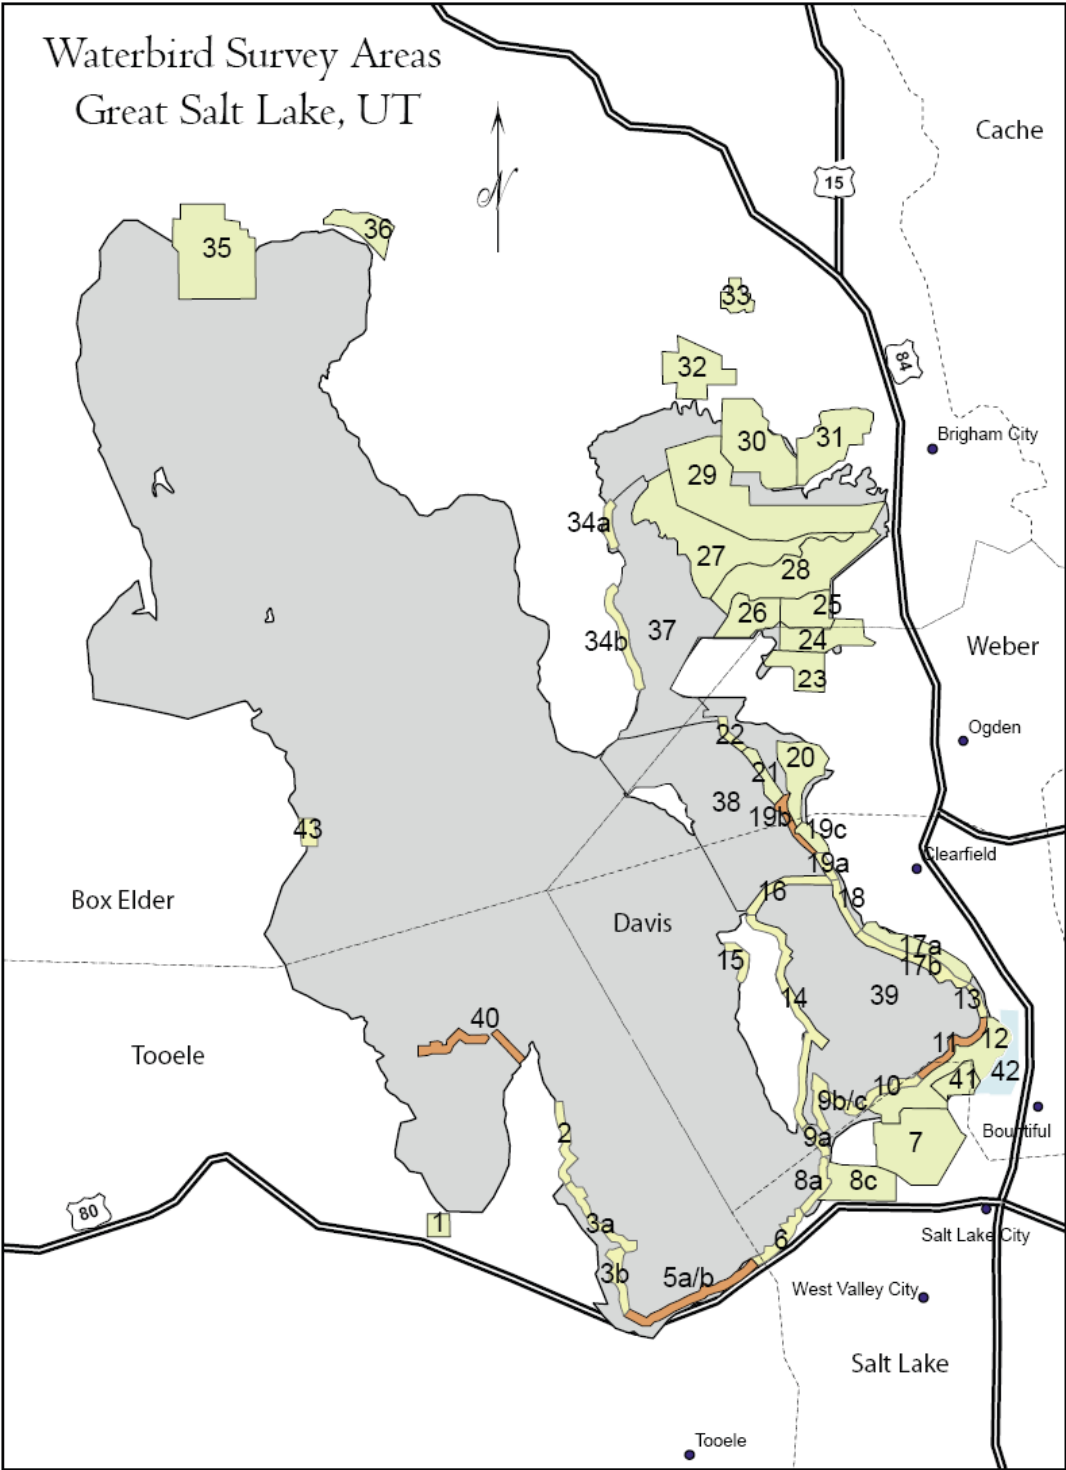 Waterbird Survey Areas
Great Salt Lake, UT
N
Cache
15
35
36
33
84
32
30
31
Brigham City
29
34a
27
28
25
26
24
34b
37
Weber
23
22
Ogden
20
21
38
19b
19c
43
19a
Clearfield
16
18
Box Elder
Davis
17a
15
17b
14
39
13
40
11
12
Tooele
42
41
10
9b/c
2
9a
7
Bountiful
8a
8c
80
1
3a
6
Salt Lake City
3b
5a/b
West Valley City
Salt Lake
Tooele